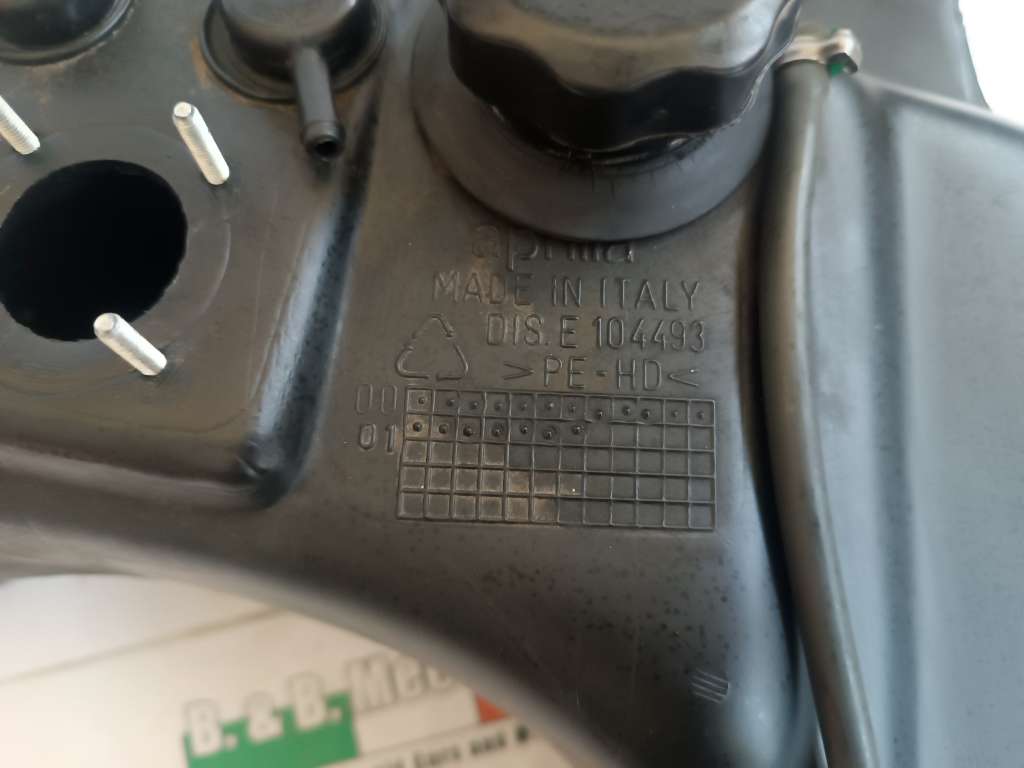 aprilia
MADE IN ITALY
DIS. E 104493
>PE-HD<
00
01
B. & B.